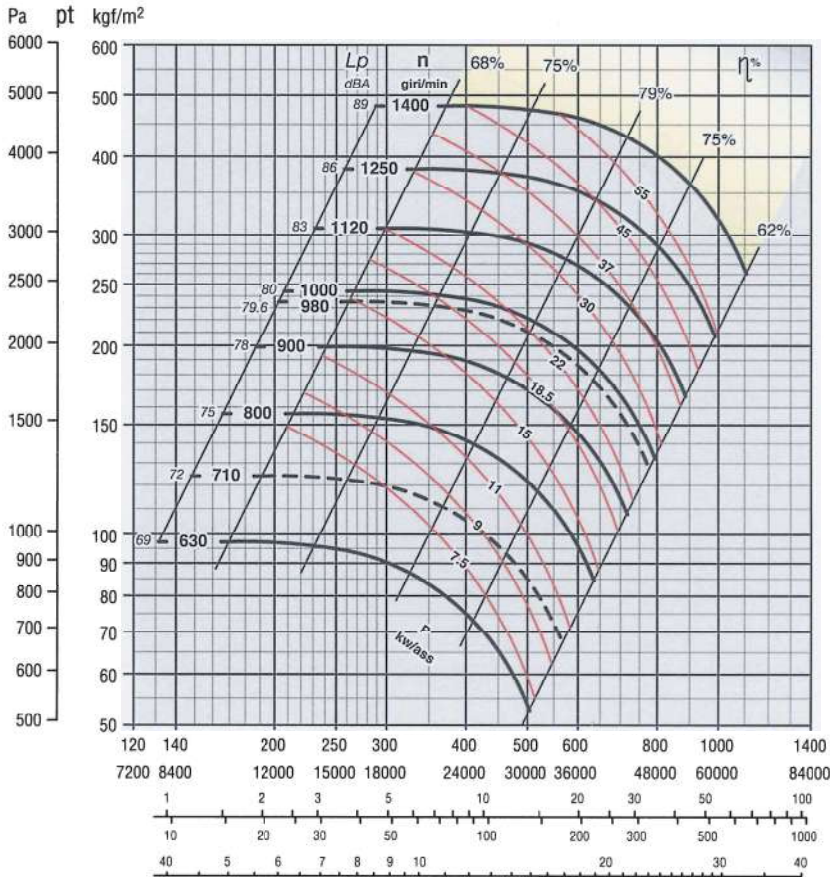 Pa pt kgf/m²
6000 600
Lp n 68% 75% η%
dBA giri/min 79%
5000 500 89 1400
75%
4000 400 86 1250 55
45
3000 300 83 1120 62%
37
2500 250 80 1000 30
79.6 980
2000 200 78 900 22
18.5
1500 150 75 800 15
11
72 710
1000 100 69 630 9
900 90 7.5
800 80
700 70 P
kw/ass
600 60
500 50
120 140 200 250 300 400 500 600 800 1000 1400
7200 8400 12000 15000 18000 24000 30000 36000 48000 60000 84000
1 2 3 5 10 20 30 50 100
10 20 30 50 100 200 300 500 1000
40 5 6 7 8 9 10 20 30 40